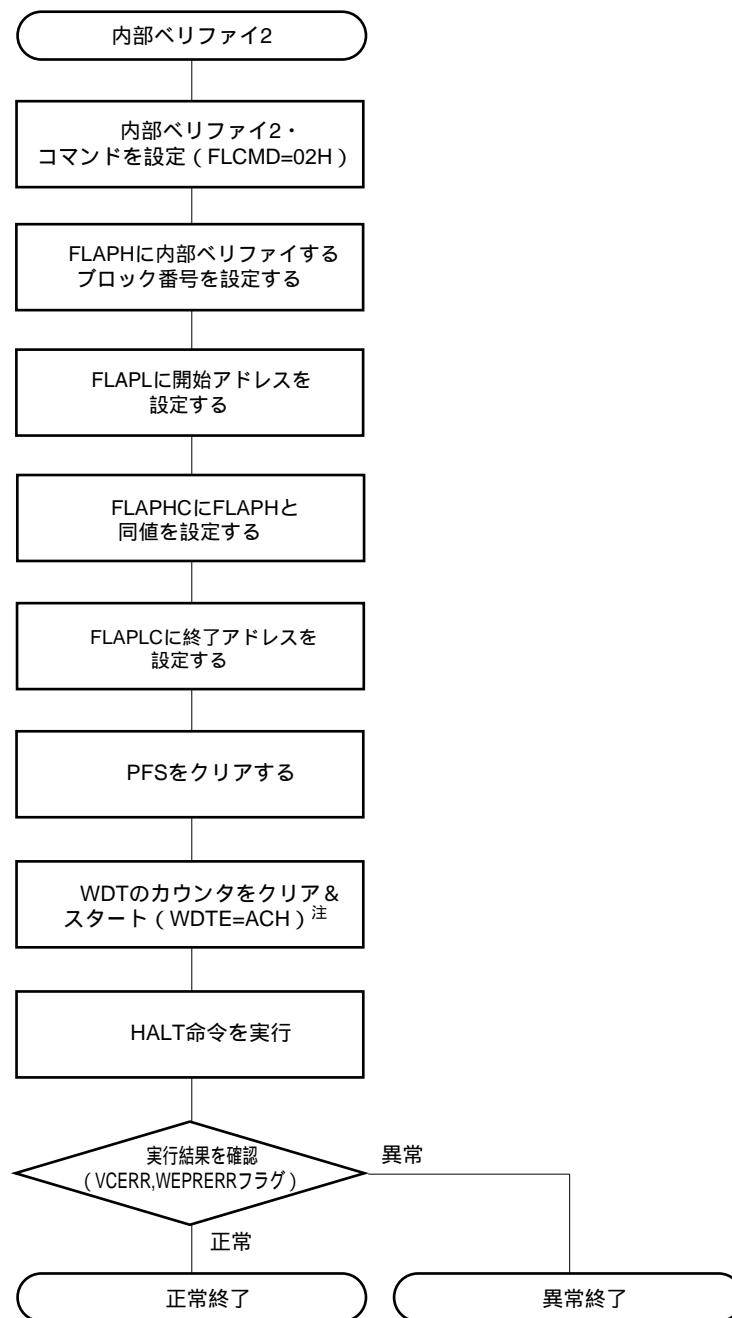 内部ベリファイ2
内部ベリファイ2・
コマンドを設定（FLCMD=02H）
FLAPHに内部ベリファイする
ブロック番号を設定する
FLAPLに開始アドレスを
設定する
FLAPHCにFLAPHと
同値を設定する
FLAPLCに終了アドレスを
設定する
PFSをクリアする
WDTのカウンタをクリア＆
スタート（WDTE=ACH）注
HALT命令を実行
実行結果を確認
（VCERR,WEPRERRフラグ）
異常
正常
正常終了
異常終了